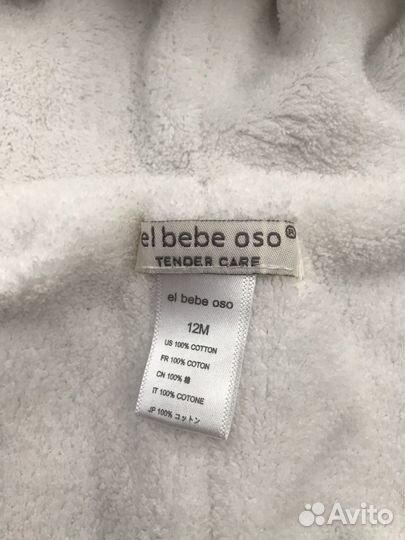 el bebe oso®
TENDER CARE
el bebe oso
12M
US 100% COTTON
FR 100% COTON
CN 100% 棉
IT 100% COTONE
JP 100% コットン
Avito